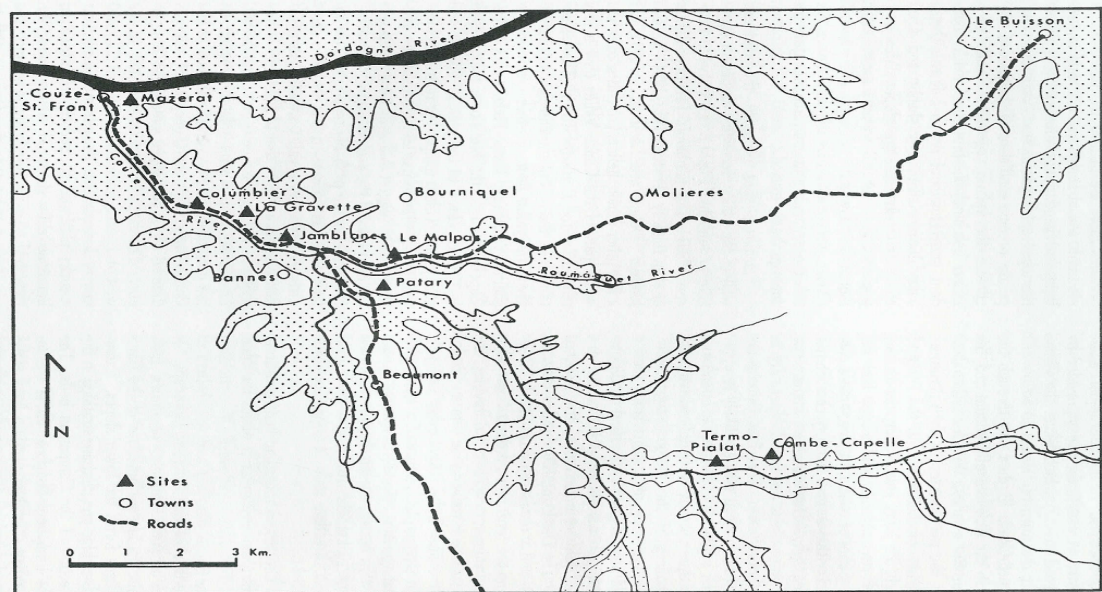 Le Buisson
Dordogne River
Couze-
St. Front
Mazerat
Couze
River
Columbier
La Gravette
Bourniquel
Molieres
Jamblanes
Le Malpas
Roumaguet River
Bannes
Patary
Beaumont
Termo-
Pialat
Combe-Capelle
N
Sites
Towns
Roads
0 1 2 3 Km.